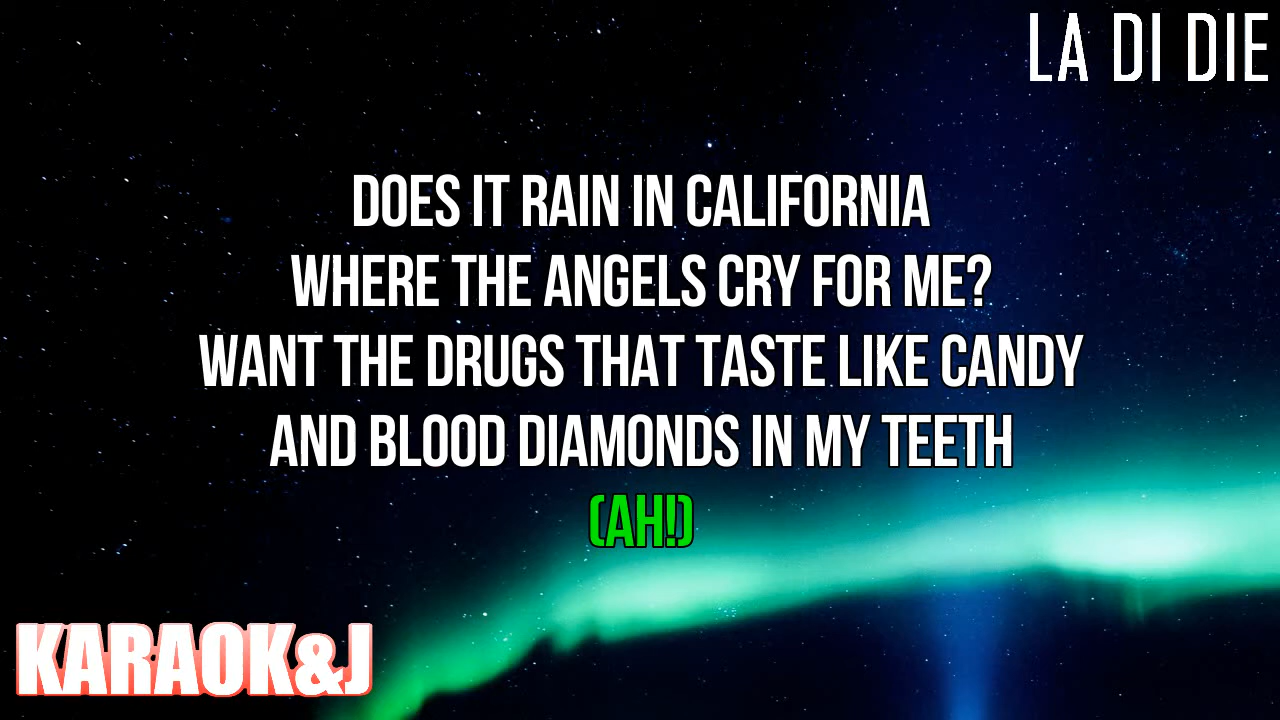 LA DI DIE
DOES IT RAIN IN CALIFORNIA
WHERE THE ANGELS CRY FOR ME?
WANT THE DRUGS THAT TASTE LIKE CANDY
AND BLOOD DIAMONDS IN MY TEETH
(AH!)
KARAOK&J